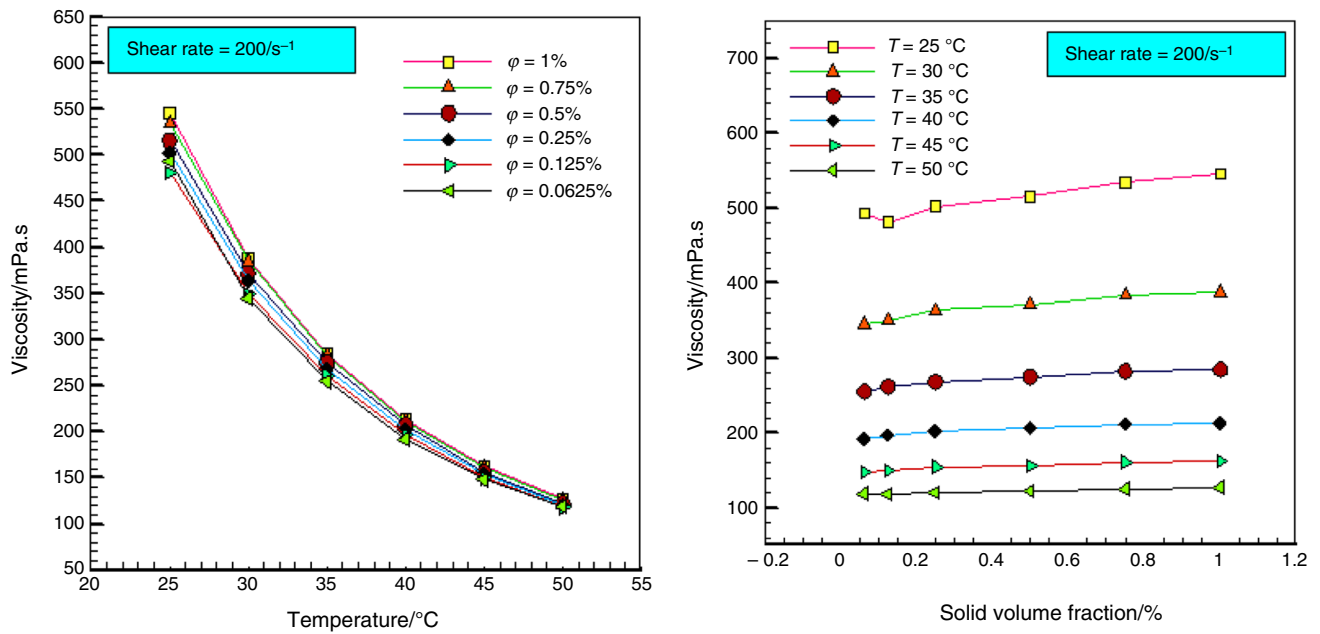 Shear rate = 200/s⁻¹
φ = 1%
φ = 0.75%
φ = 0.5%
φ = 0.25%
φ = 0.125%
φ = 0.0625%
650
600
550
500
450
400
350
300
250
200
150
100
50
Viscosity/mPa.s
20 25 30 35 40 45 50 55
Temperature/°C
T = 25 °C
T = 30 °C
T = 35 °C
T = 40 °C
T = 45 °C
T = 50 °C
Shear rate = 200/s⁻¹
700
600
500
400
300
200
100
Viscosity/mPa.s
– 0.2 0 0.2 0.4 0.6 0.8 1.0 1.2
Solid volume fraction/%